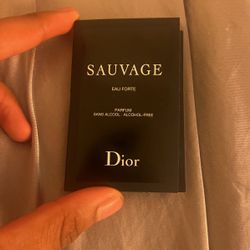 SAUVAGE
EAU FORTE
PARFUM
SANS ALCOOL . ALCOHOL-FREE
Dior